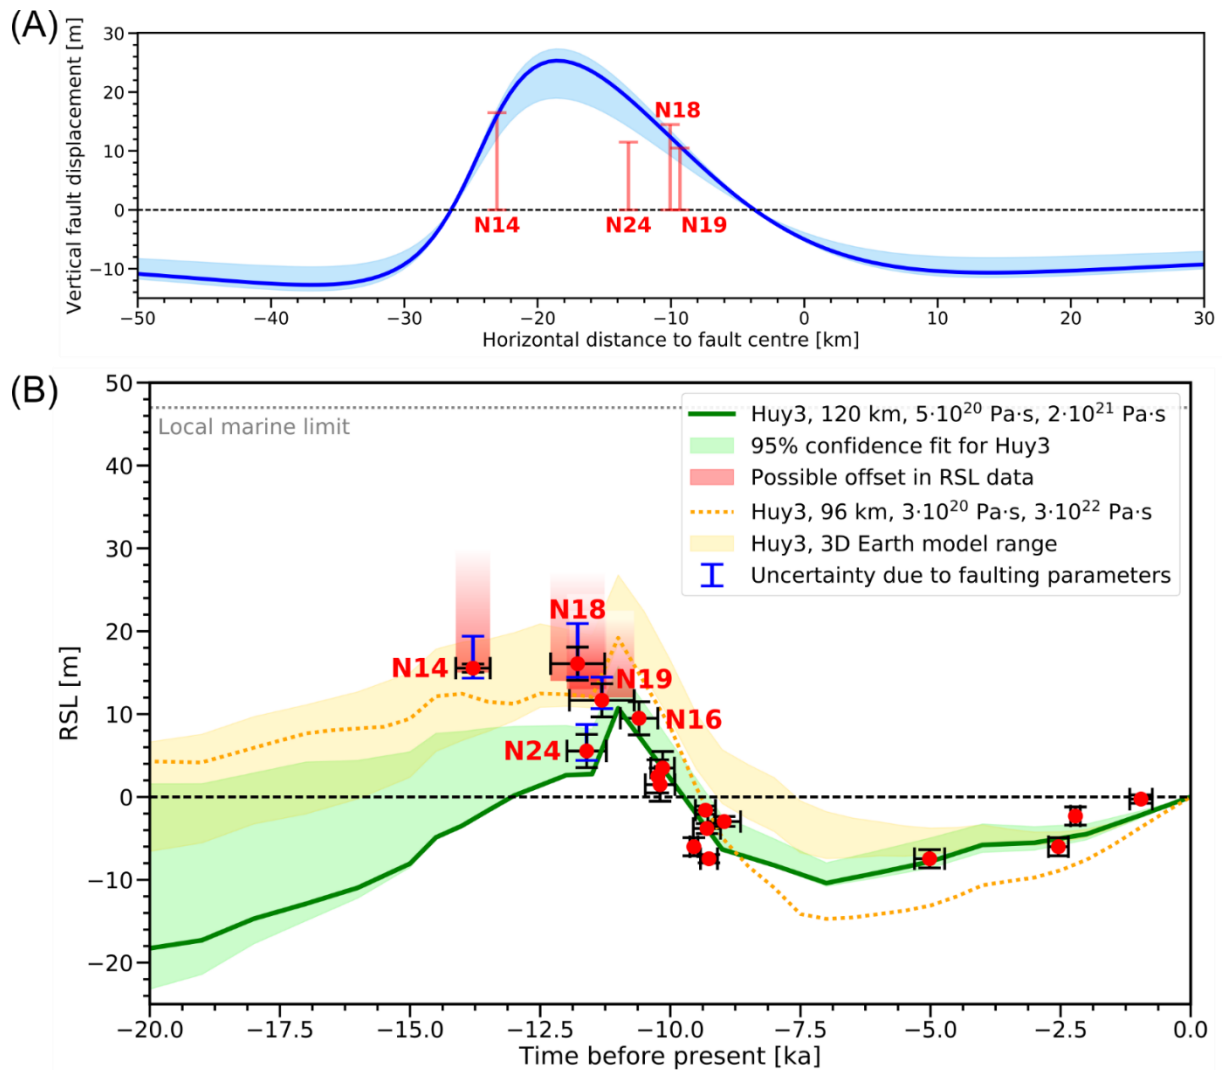 (A)
Vertical fault displacement [m]
30
20
10
0
−10
N18
N14
N24
N19
−50
−40
−30
−20
−10
0
10
20
30
Horizontal distance to fault centre [km]
(B)
RSL [m]
50
40
30
20
10
0
−10
−20
Local marine limit
Huy3, 120 km, 5·10²⁰ Pa·s, 2·10²¹ Pa·s
95% confidence fit for Huy3
Possible offset in RSL data
Huy3, 96 km, 3·10²⁰ Pa·s, 3·10²² Pa·s
Huy3, 3D Earth model range
Uncertainty due to faulting parameters
N18
N14
N19
N16
N24
−20.0
−17.5
−15.0
−12.5
−10.0
−7.5
−5.0
−2.5
0.0
Time before present [ka]